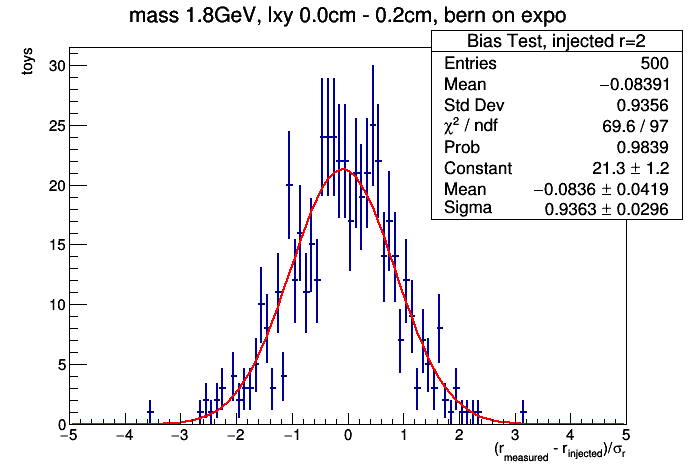 mass 1.8GeV, lxy 0.0cm - 0.2cm, bern on expo
toys
Bias Test, injected r=2
Entries 500
Mean −0.08391
Std Dev 0.9356
χ² / ndf 69.6 / 97
Prob 0.9839
Constant 21.3 ± 1.2
Mean −0.0836 ± 0.0419
Sigma 0.9363 ± 0.0296
30
25
20
15
10
5
0
−5 −4 −3 −2 −1 0 1 2 3 4 5
(r_measured - r_injected)/σ_r